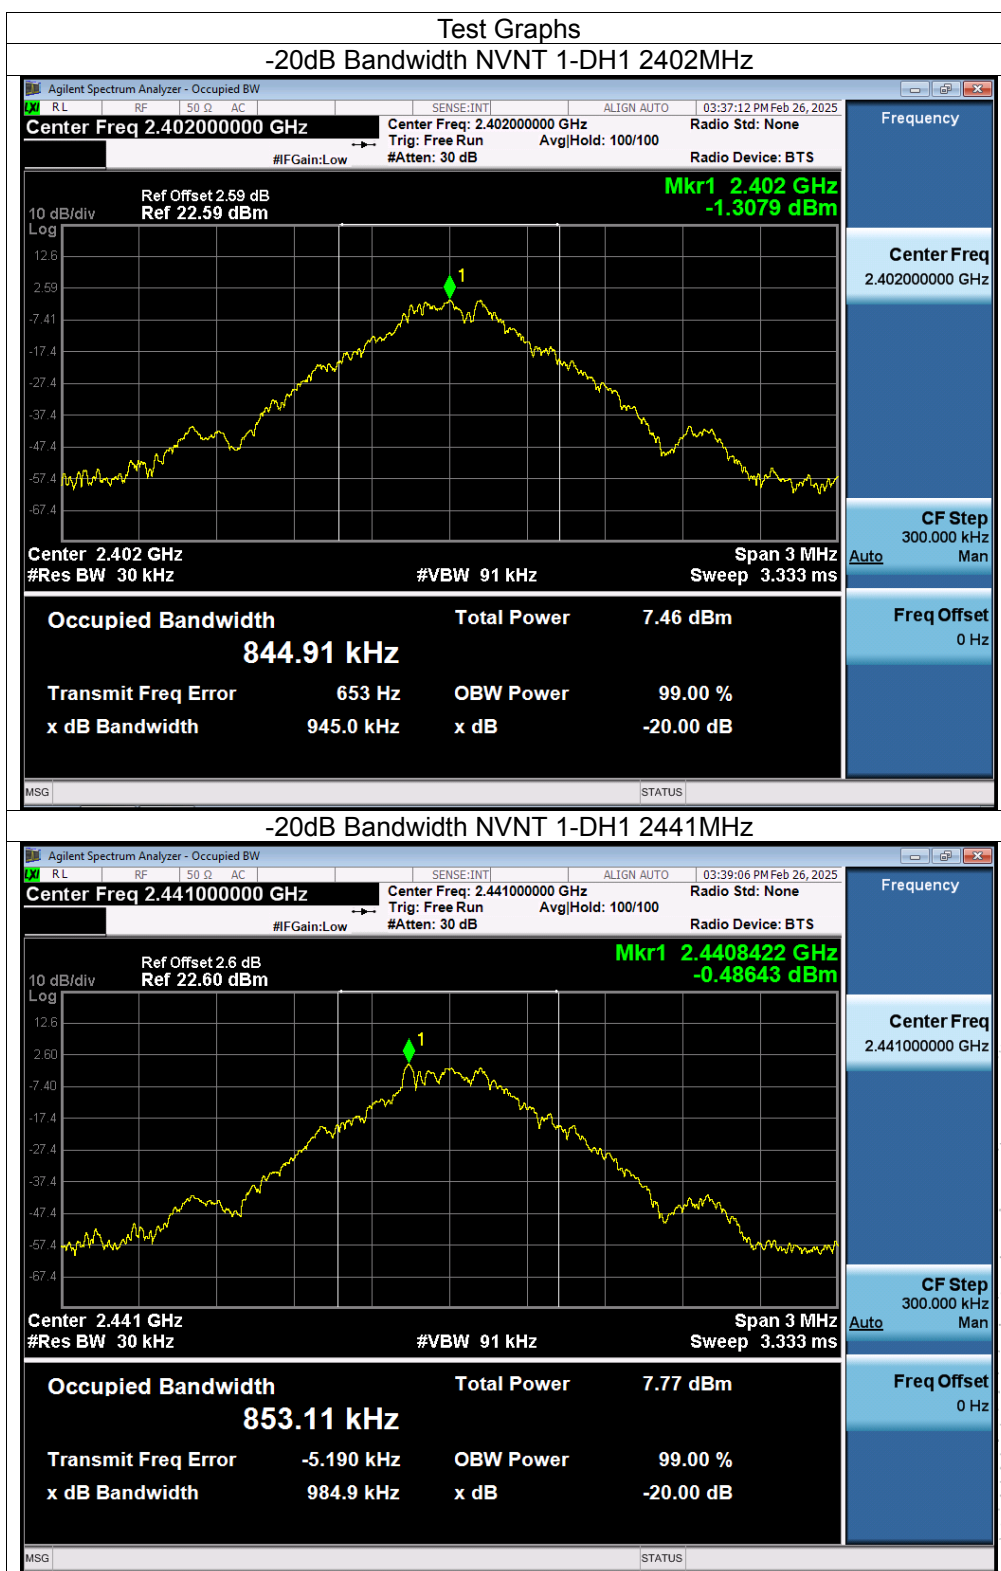 Test Graphs
-20dB Bandwidth NVNT 1-DH1 2402MHz
Agilent Spectrum Analyzer - Occupied BW
LXI RL RF 50 Ω AC SENSE:INT ALIGN AUTO 03:37:12 PM Feb 26, 2025
Center Freq 2.402000000 GHz Center Freq: 2.402000000 GHz Radio Std: None Frequency
Trig: Free Run Avg|Hold: 100/100
#IFGain:Low #Atten: 30 dB Radio Device: BTS
Mkr1 2.402 GHz
Ref Offset 2.59 dB
10 dB/div Ref 22.59 dBm -1.3079 dBm
Log
12.6
Center Freq
2.402000000 GHz
1
2.59
-7.41
-17.4
-27.4
-37.4
-47.4
-57.4
-67.4
CF Step
300.000 kHz
Auto Man
Center 2.402 GHz Span 3 MHz
#Res BW 30 kHz #VBW 91 kHz Sweep 3.333 ms
Occupied Bandwidth Total Power 7.46 dBm
844.91 kHz
Freq Offset
0 Hz
Transmit Freq Error 653 Hz OBW Power 99.00 %
x dB Bandwidth 945.0 kHz x dB -20.00 dB
MSG STATUS
-20dB Bandwidth NVNT 1-DH1 2441MHz
Agilent Spectrum Analyzer - Occupied BW
LXI RL RF 50 Ω AC SENSE:INT ALIGN AUTO 03:39:06 PM Feb 26, 2025
Center Freq 2.441000000 GHz Center Freq: 2.441000000 GHz Radio Std: None Frequency
Trig: Free Run Avg|Hold: 100/100
#IFGain:Low #Atten: 30 dB Radio Device: BTS
Mkr1 2.4408422 GHz
Ref Offset 2.6 dB
10 dB/div Ref 22.60 dBm -0.48643 dBm
Log
12.6
Center Freq
2.441000000 GHz
1
2.60
-7.40
-17.4
-27.4
-37.4
-47.4
-57.4
-67.4
CF Step
300.000 kHz
Auto Man
Center 2.441 GHz Span 3 MHz
#Res BW 30 kHz #VBW 91 kHz Sweep 3.333 ms
Occupied Bandwidth Total Power 7.77 dBm
853.11 kHz
Freq Offset
0 Hz
Transmit Freq Error -5.190 kHz OBW Power 99.00 %
x dB Bandwidth 984.9 kHz x dB -20.00 dB
MSG STATUS